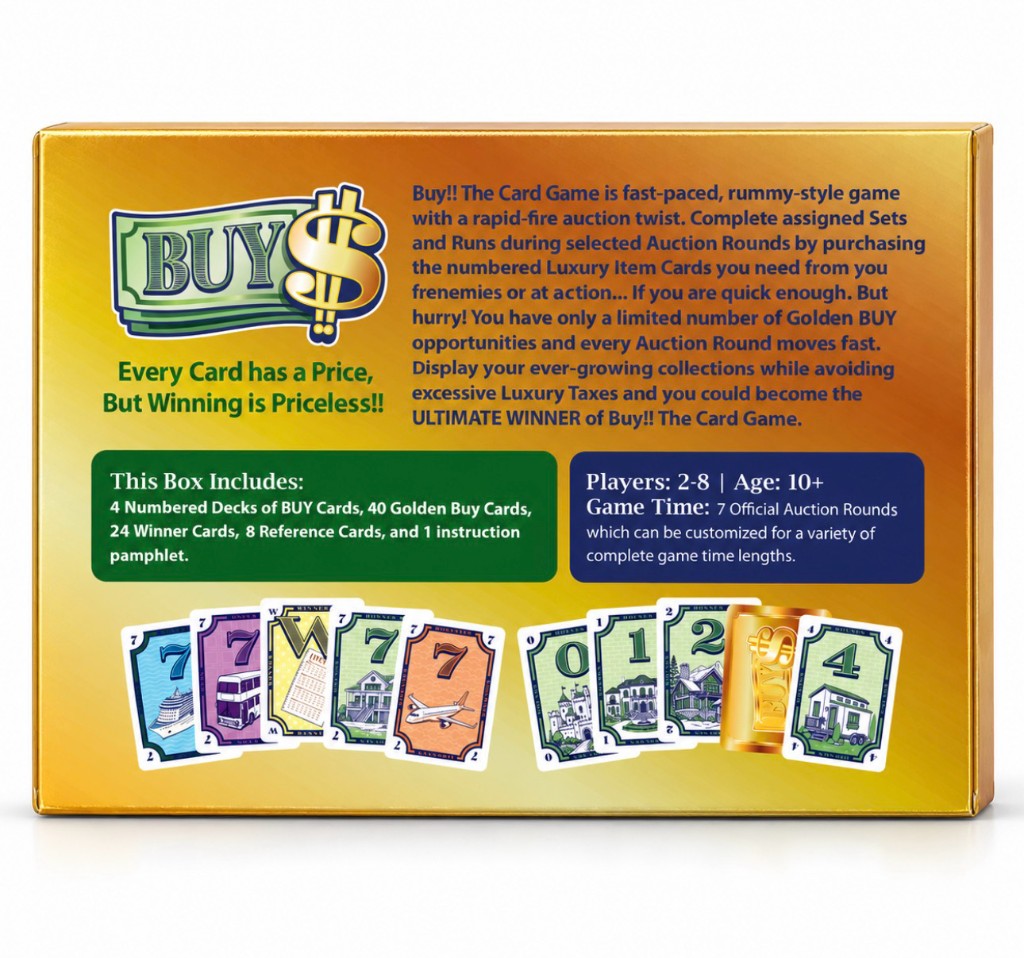 BUY$
Every Card has a Price,
But Winning is Priceless!!
Buy!! The Card Game is fast-paced, rummy-style game
with a rapid-fire auction twist. Complete assigned Sets
and Runs during selected Auction Rounds by purchasing
the numbered Luxury Item Cards you need from you
frenemies or at action... If you are quick enough. But
hurry! You have only a limited number of Golden BUY
opportunities and every Auction Round moves fast.
Display your ever-growing collections while avoiding
excessive Luxury Taxes and you could become the
ULTIMATE WINNER of Buy!! The Card Game.
This Box Includes:
4 Numbered Decks of BUY Cards, 40 Golden Buy Cards,
24 Winner Cards, 8 Reference Cards, and 1 instruction
pamphlet.
Players: 2-8 | Age: 10+
Game Time: 7 Official Auction Rounds
which can be customized for a variety of
complete game time lengths.
7
7
W
7
7
0
1
2
BUY$
4